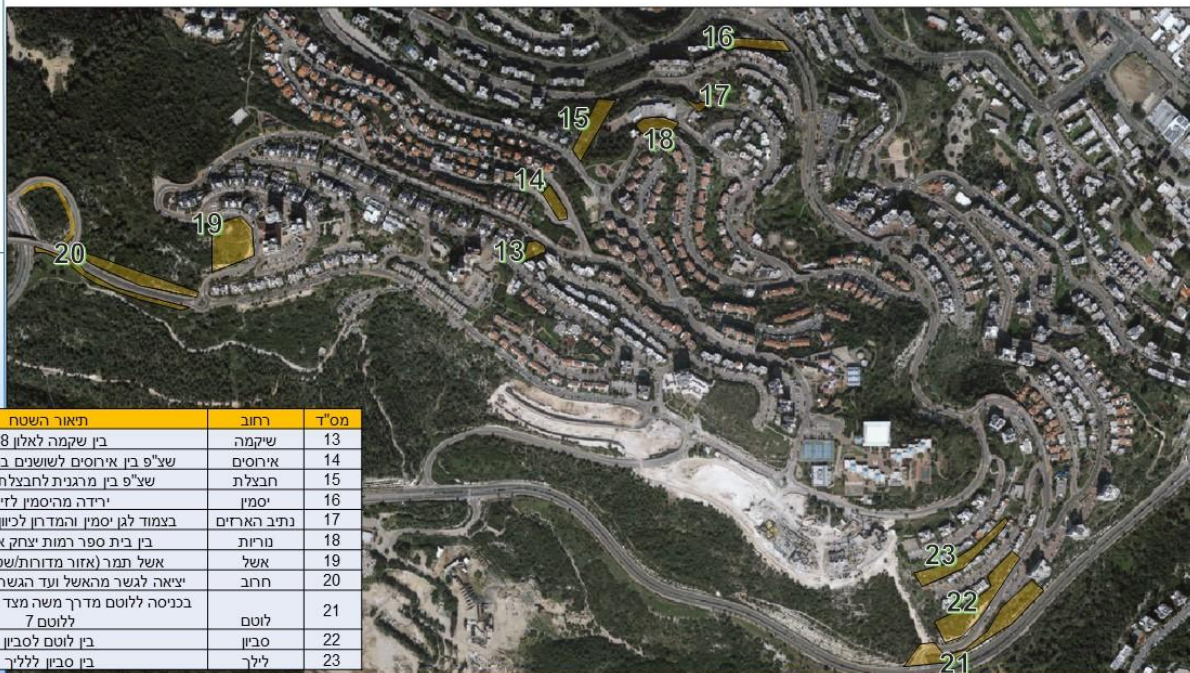 16
17
15
18
14
19
13
20
מס"ד רחוב תיאור השטח
13 שיקמה בין שקמה לאלון 8
14 אירוסים שצ"פ בין אירוסים לשושנים
15 חבצלת שצ"פ בין מרגנית לחבצלת
16 יסמין ירידה מהיסמין
17 נתיב הארזים בצמוד לגן יסמין והמדרון
18 נוריות בין בית ספר רמות יצחק
19 אשל אשל תמר (אזור
20 חרוב יציאה לגשר מהאשל ועד הגשר
21 לוטם בכניסה ללוטם מדרך משה מצד
ללוטם 7
22 סביון בין לוטם לסביון
23 לילך בין סביון ללילך
23
22
21